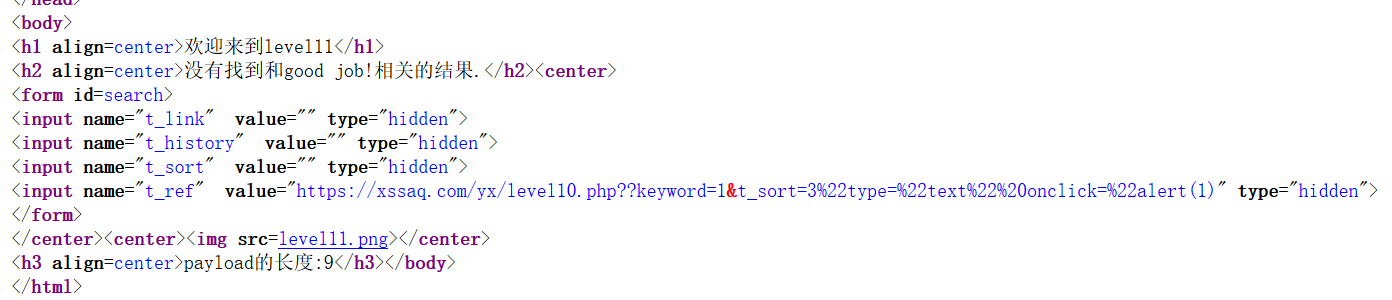 </head>
<body>
<h1 align=center>欢迎来到level11</h1>
<h2 align=center>没有找到和good job!相关的结果.</h2><center>
<form id=search>
<input name="t_link"  value="" type="hidden">
<input name="t_history"  value="" type="hidden">
<input name="t_sort"  value="" type="hidden">
<input name="t_ref"  value="https://xssaq.com/yx/level10.php??keyword=1&t_sort=3%22type=%22text%22%20onclick=%22alert(1)" type="hidden">
</form>
</center><center><img src=level11.png></center>
<h3 align=center>payload的长度:9</h3></body>
</html>